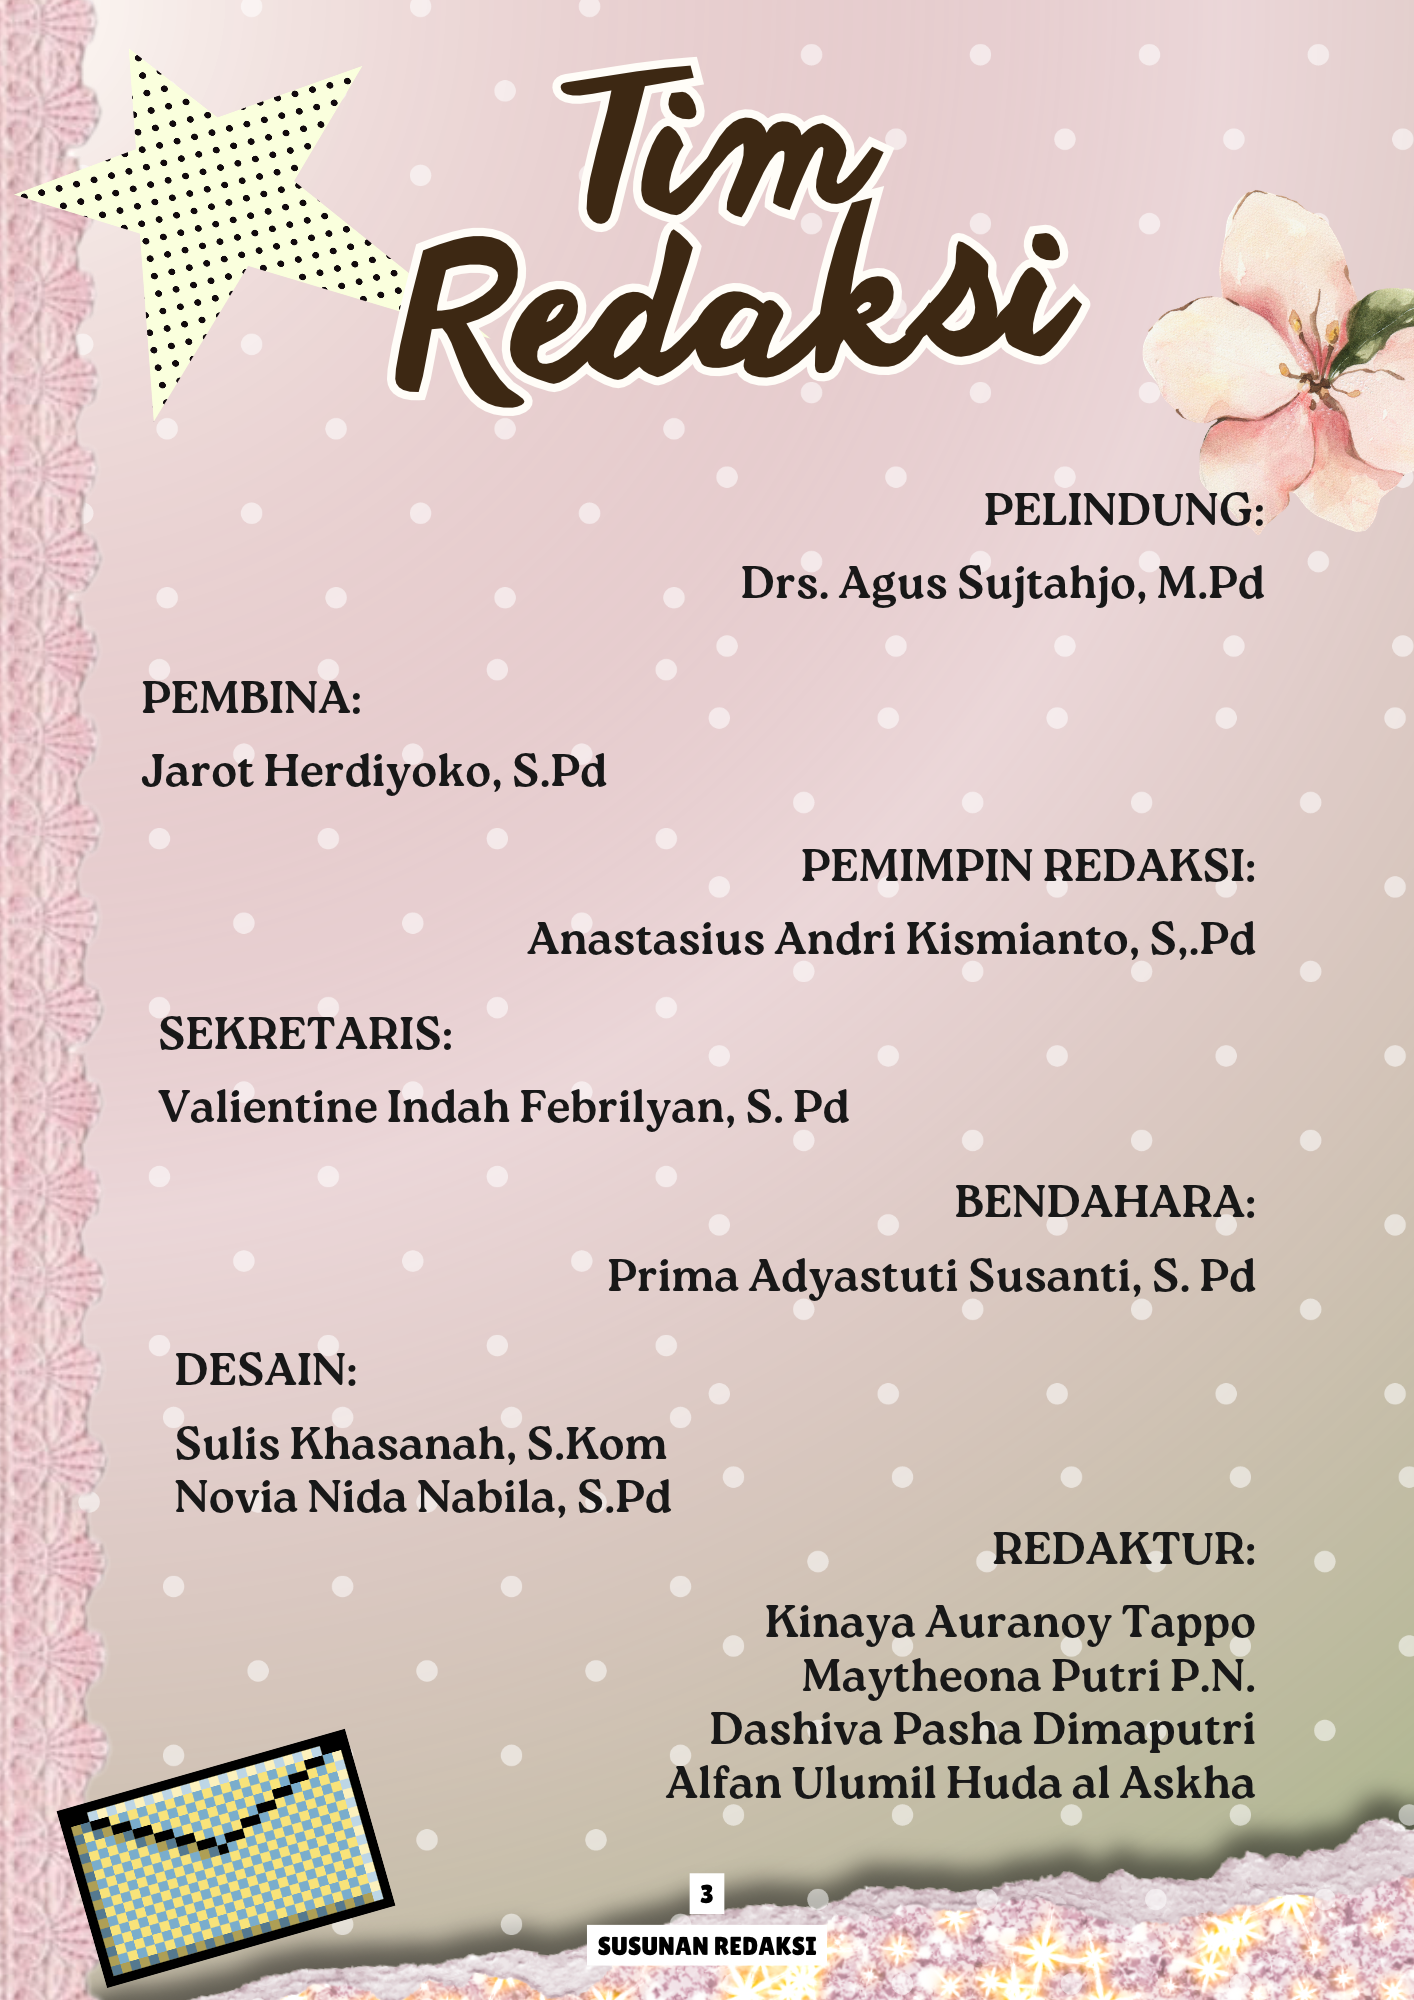 Tim
Redaksi
PELINDUNG:
Drs. Agus Sujtahjo, M.Pd
PEMBINA:
Jarot Herdiyoko, S.Pd
PEMIMPIN REDAKSI:
Anastasius Andri Kismianto, S,.Pd
SEKRETARIS:
Valientine Indah Febrilyan, S. Pd
BENDAHARA:
Prima Adyastuti Susanti, S. Pd
DESAIN:
Sulis Khasanah, S.Kom
Novia Nida Nabila, S.Pd
REDAKTUR:
Kinaya Auranoy Tappo
Maytheona Putri P.N.
Dashiva Pasha Dimaputri
Alfan Ulumil Huda al Askha
3
SUSUNAN REDAKSI